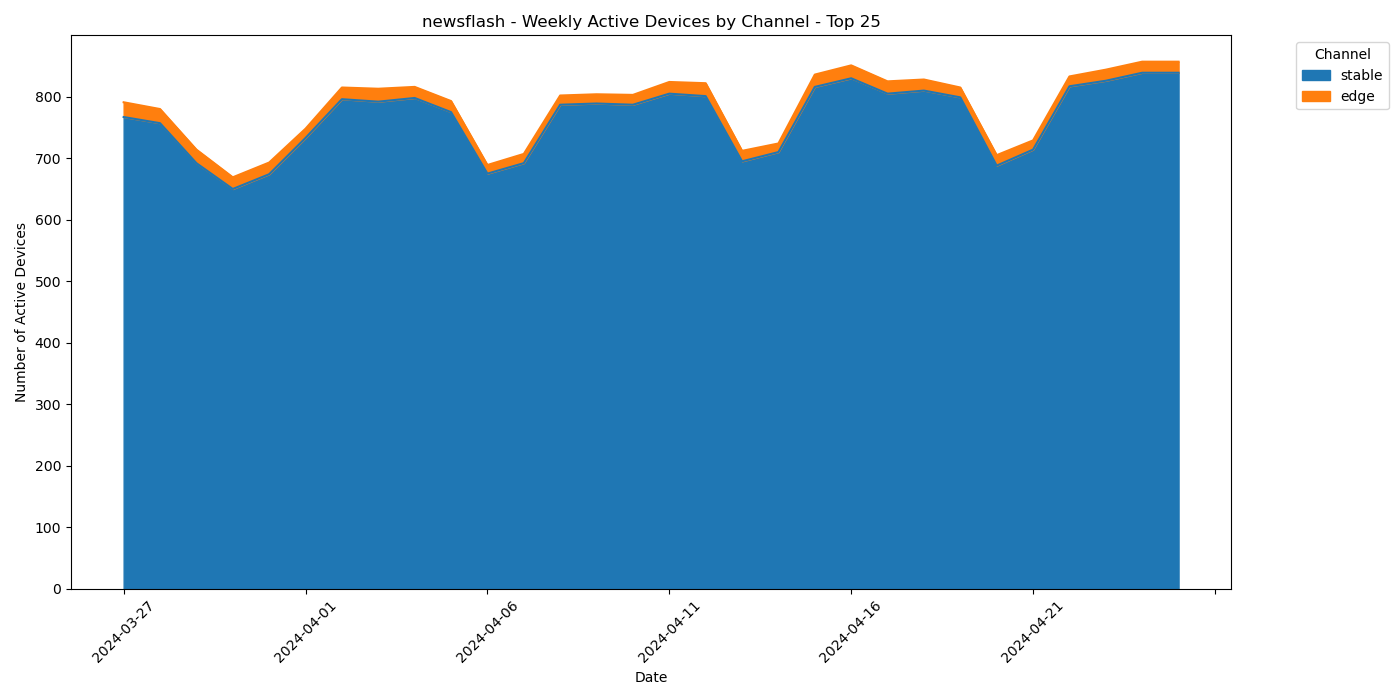 newsflash - Weekly Active Devices by Channel - Top 25
Channel
stable
edge
Number of Active Devices
800
700
600
500
400
300
200
100
0
2024-03-27
2024-04-01
2024-04-06
2024-04-11
2024-04-16
2024-04-21
Date